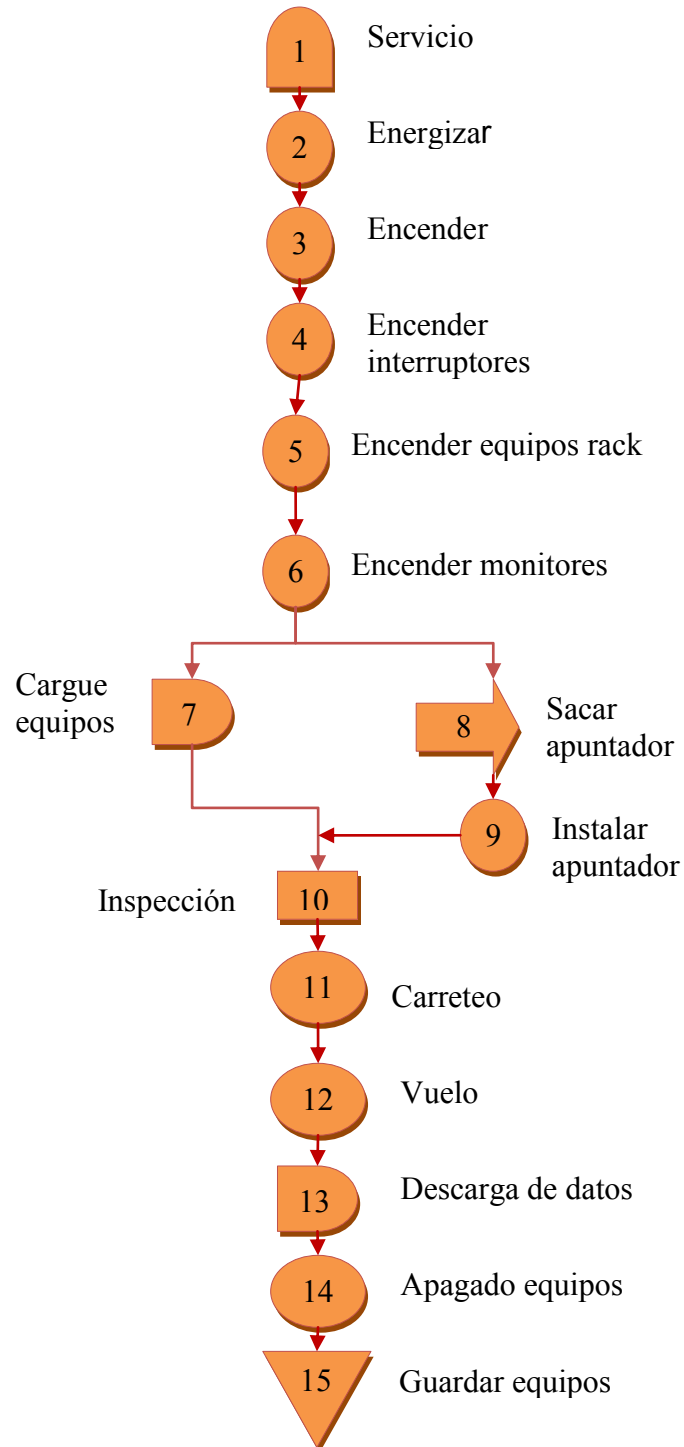 1 Servicio
2 Energizar
3 Encender
4 Encender
interruptores
5 Encender equipos rack
6 Encender monitores
Cargue
equipos
7
8
Sacar
apuntador
9
Instalar
apuntador
Inspección 10
11 Carreteo
12 Vuelo
13 Descarga de datos
14 Apagado equipos
15 Guardar equipos